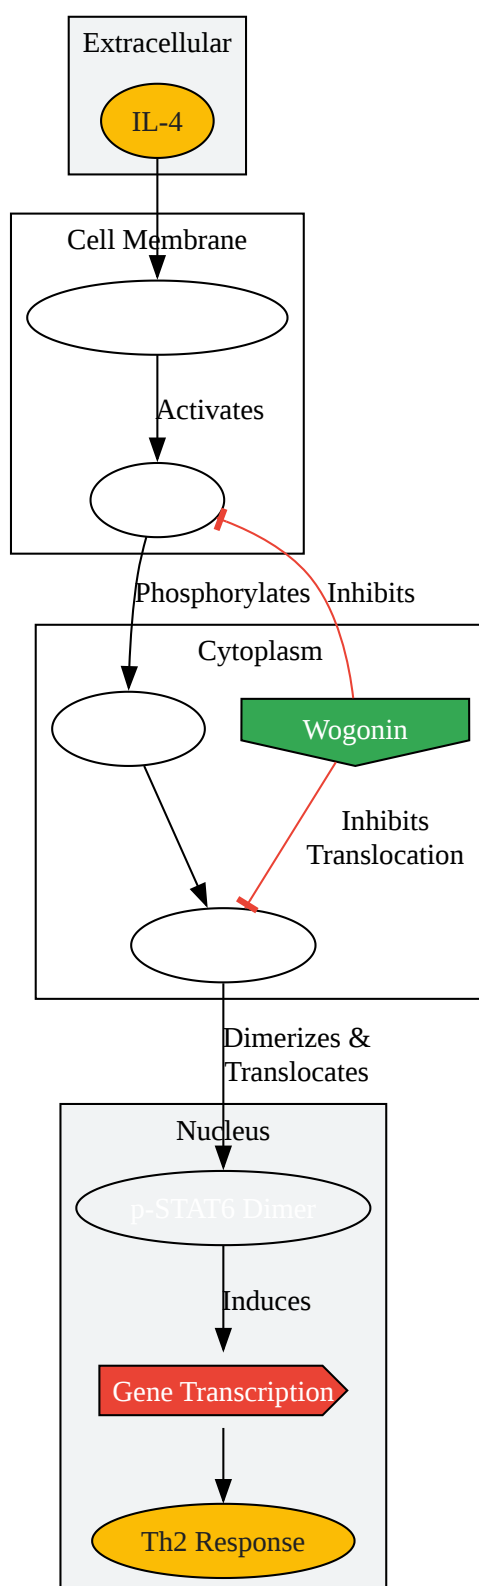 Extracellular
IL-4
Cell Membrane
Activates
Phosphorylates
Inhibits
Cytoplasm
Wogonin
Inhibits
Translocation
Dimerizes &
Translocates
Nucleus
p-STAT6 Dimer
Induces
Gene Transcription
Th2 Response